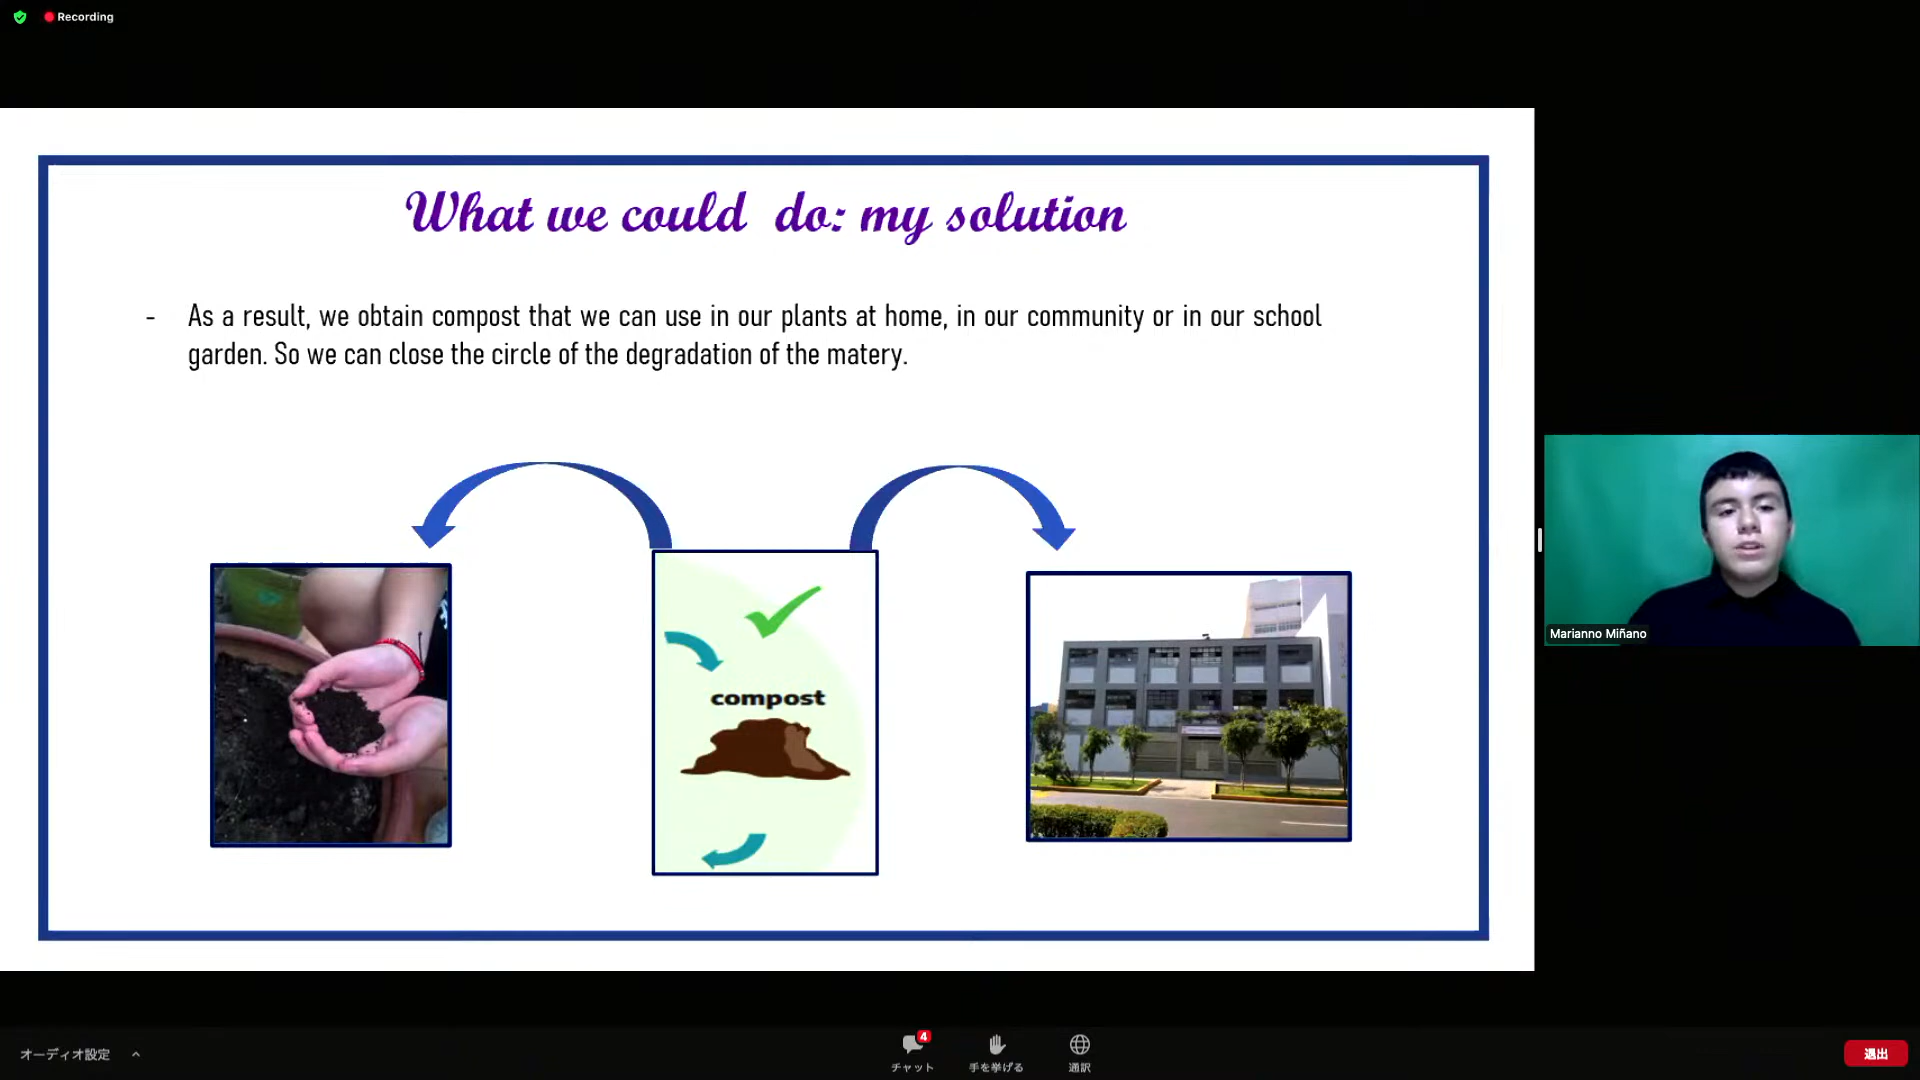 Recording
What we could do: my solution
- As a result, we obtain compost that we can use in our plants at home, in our community or in our school
garden. So we can close the circle of the degradation of the matery.
compost
Marianno Miñano
オーディオ設定
4
チャット
手を挙げる
通訳
退出